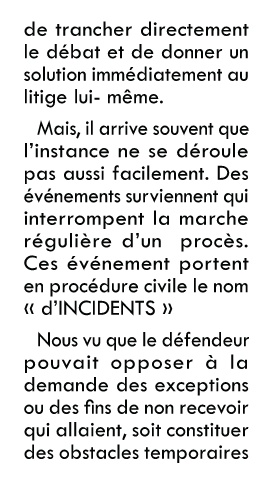 de trancher directement
le débat et de donner un
solution immédiatement au
litige lui- même.
Mais, il arrive souvent que
l'instance ne se déroule
pas aussi facilement. Des
événements surviennent qui
interrompent la marche
régulière d'un procès.
Ces événement portent
en procédure civile le nom
« d'INCIDENTS »
Nous vu que le défendeur
pouvait opposer à la
demande des exceptions
ou des fins de non recevoir
qui allaient, soit constituer
des obstacles temporaires